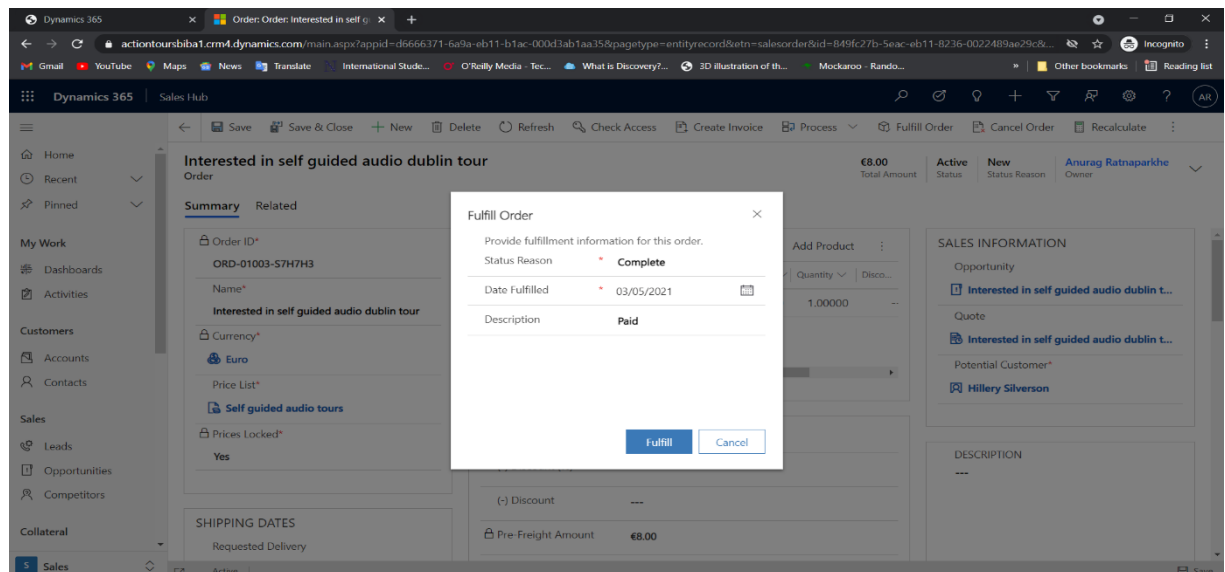 Dynamics 365
Order: Order: Interested in self g
actiontoursbiba1.crm4.dynamics.com/main.aspx?appid=d6666371-6a9a-eb11-b1ac-000d3ab1aa35&pagetype=entityrecord&etn=salesorder&id=849fc27b-5eac-eb11-8236-0022489ae29c&... Incognito
Gmail YouTube Maps News Translate International Stude... O'Reilly Media - Tec... What is Discovery?... 3D illustration of th... Mockaroo - Rando... » Other bookmarks Reading list
Dynamics 365 Sales Hub AR
Save Save & Close New Delete Refresh Check Access Create Invoice Process Fulfill Order Cancel Order Recalculate
Home
Recent
Pinned
My Work
Dashboards
Activities
Customers
Accounts
Contacts
Sales
Leads
Opportunities
Competitors
Collateral
S Sales
Interested in self guided audio dublin tour
Order
€8.00 Active New Anurag Ratnaparkhe
Total Amount Status Status Reason Owner
Summary Related
Order ID*
ORD-01003-S7H7H3
Name*
Interested in self guided audio dublin tour
Currency*
Euro
Price List*
Self guided audio tours
Prices Locked*
Yes
SHIPPING DATES
Requested Delivery
Active
Fulfill Order
Provide fulfillment information for this order.
Status Reason * Complete
Date Fulfilled * 03/05/2021
Description Paid
Fulfill Cancel
Add Product
Quantity Disco...
1.00000 --
(-) Discount ---
Pre-Freight Amount €8.00
SALES INFORMATION
Opportunity
Interested in self guided audio dublin t...
Quote
Interested in self guided audio dublin t...
Potential Customer*
Hillery Silverson
DESCRIPTION
---
Save